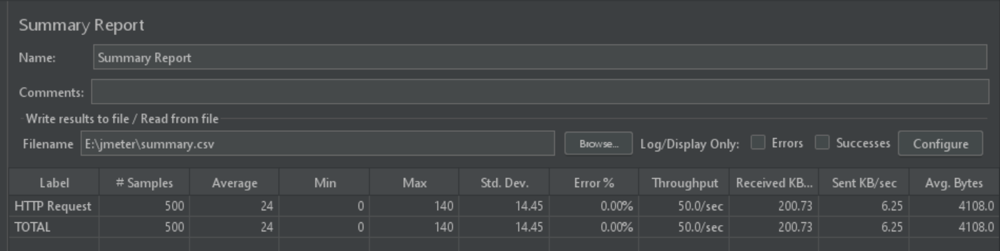 Summary Report
Name: Summary Report
Comments:
Write results to file / Read from file
Filename E:\jmeter\summary.csv Browse... Log/Display Only: Errors Successes Configure
Label # Samples Average Min Max Std. Dev. Error % Throughput Received KB... Sent KB/sec Avg. Bytes
HTTP Request 500 24 0 140 14.45 0.00% 50.0/sec 200.73 6.25 4108.0
TOTAL 500 24 0 140 14.45 0.00% 50.0/sec 200.73 6.25 4108.0